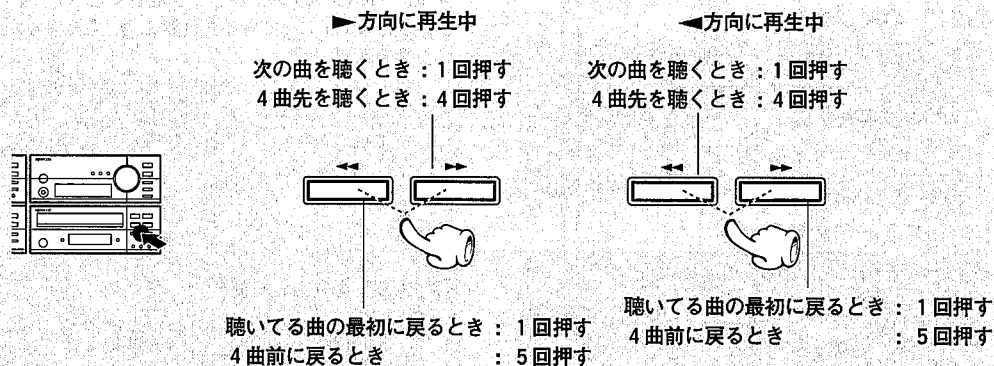 ►方向に再生中
次の曲を聴くとき：1回押す
4曲先を聴くとき：4回押す
◄◄ ►►
聴いてる曲の最初に戻るとき： 1回押す
4曲前に戻るとき ： 5回押す
◄方向に再生中
次の曲を聴くとき：1回押す
4曲先を聴くとき：4回押す
◄◄ ►►
聴いてる曲の最初に戻るとき： 1回押す
4曲前に戻るとき ： 5回押す